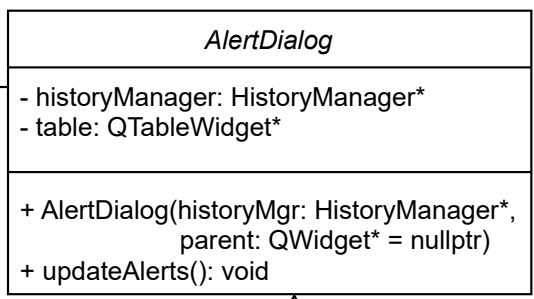 AlertDialog
- historyManager: HistoryManager*
- table: QTableWidget*
+ AlertDialog(historyMgr: HistoryManager*,
parent: QWidget* = nullptr)
+ updateAlerts(): void